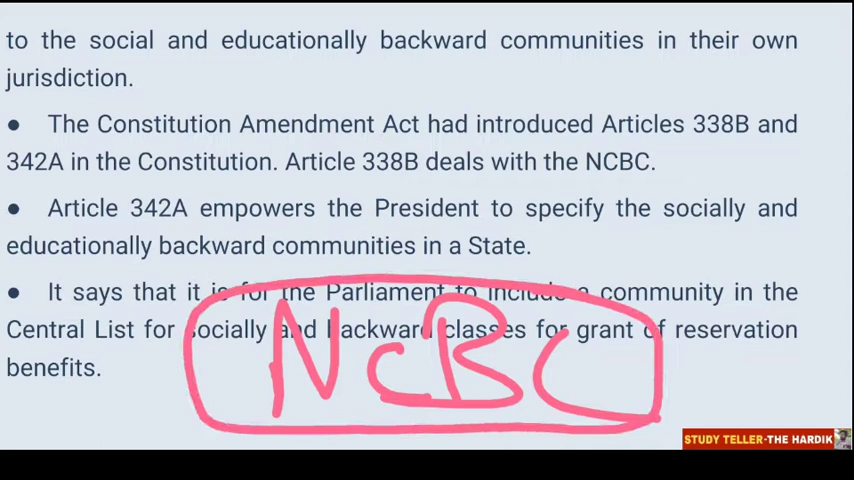 to the social and educationally backward communities in their own
jurisdiction.
● The Constitution Amendment Act had introduced Articles 338B and
342A in the Constitution. Article 338B deals with the NCBC.
● Article 342A empowers the President to specify the socially and
educationally backward communities in a State.
● It says that it is for the Parliament to include a community in the
Central List for socially and backward classes for grant of reservation
benefits.
NCBC
STUDY TELLER-THE HARDIK